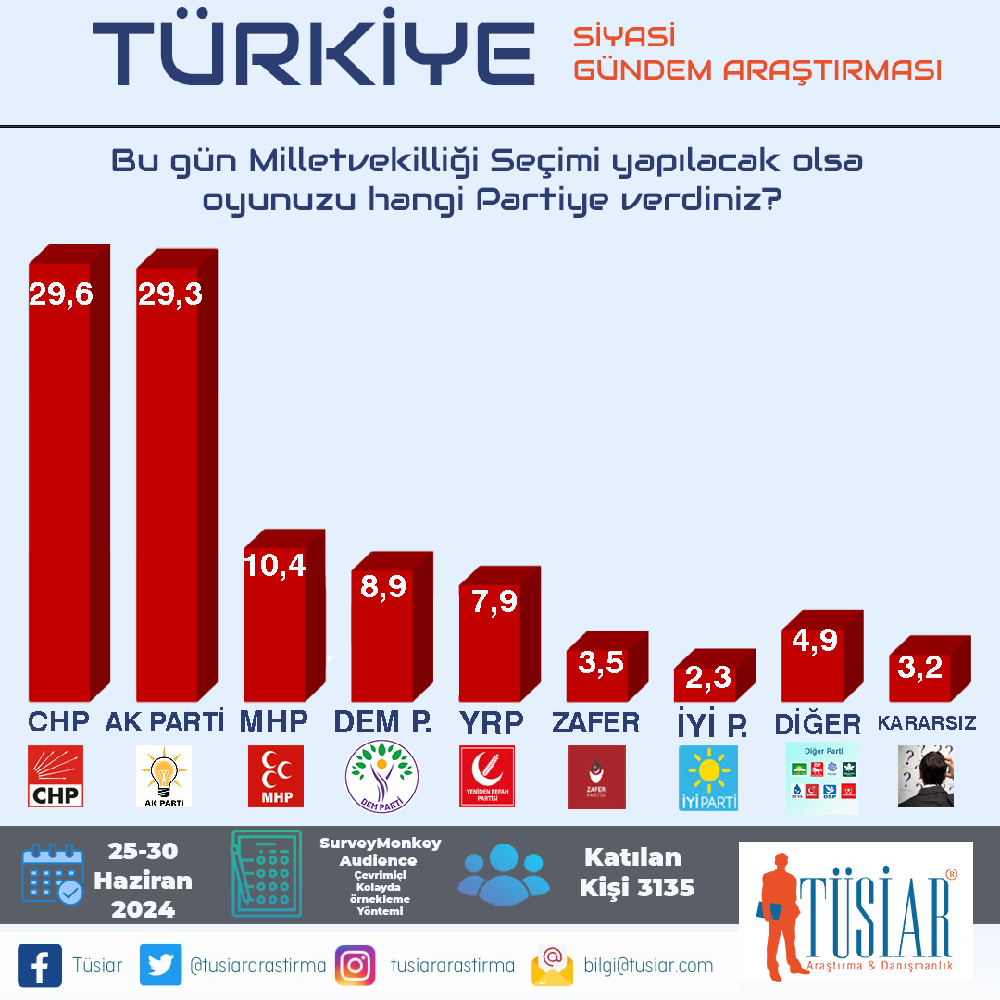 TÜRKİYE
SİYASİ
GÜNDEM ARAŞTIRMASI
Bu gün Milletvekilliği Seçimi yapılacak olsa
oyunuzu hangi Partiye verdiniz?
29,6
29,3
10,4
8,9
7,9
3,5
2,3
4,9
3,2
CHP AK PARTİ MHP DEM P. YRP ZAFER İYİ P. DİĞER KARARSIZ
CHP
AK PARTİ
MHP
DEM PARTİ
YENİDEN REFAH
PARTİSİ
ZAFER
PARTİSİ
İYİ PARTİ
Diğer Parti
DEVA
DSP
25-30
Haziran
2024
SurveyMonkey
Audience
Çevrimiçi
Kolayda
örnekleme
Yöntemi
Katılan
Kişi 3135
TÜSİAR®
Araştırma & Danışmanlık
Tüsiar
@tusiararastirma
tusiararastirma
bilgi@tusiar.com